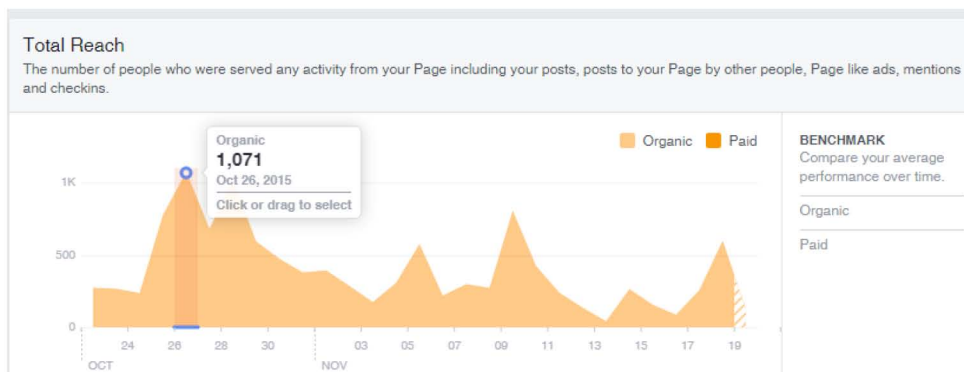 Total Reach
The number of people who were served any activity from your Page including your posts, posts to your Page by other people, Page like ads, mentions
and checkins.
Organic
1,071
Oct 26, 2015
Click or drag to select
Organic Paid
BENCHMARK
Compare your average
performance over time.
Organic
Paid
1K
500
0
24 26 28 30 03 05 07 09 11 13 15 17 19
OCT NOV